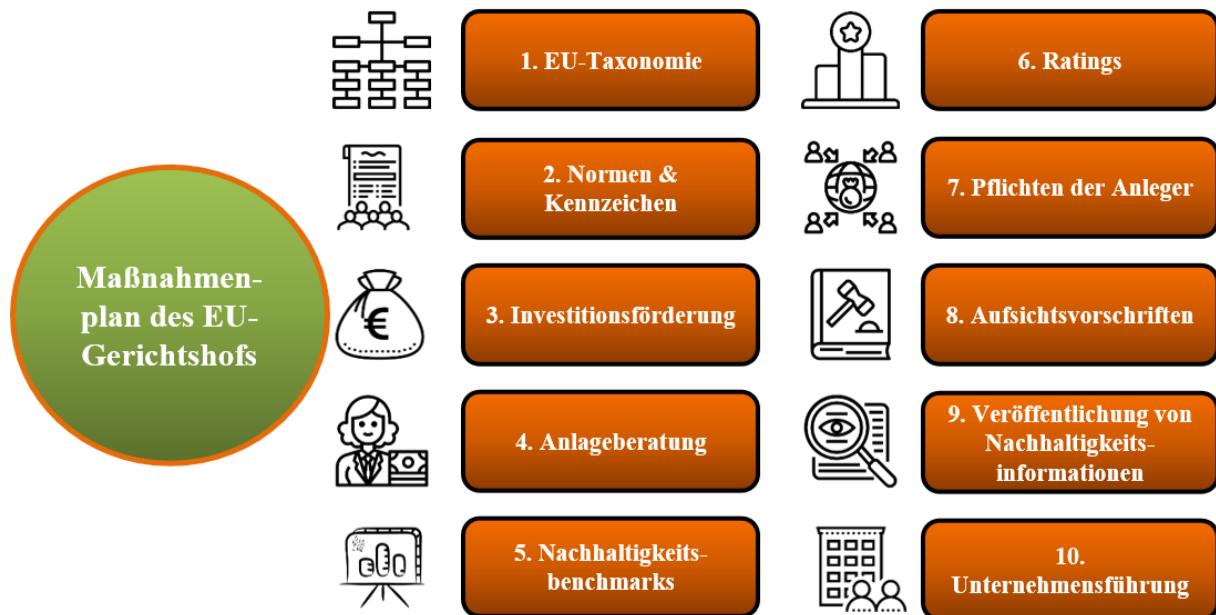 Maßnahmen-
plan des EU-
Gerichtshofs
1. EU-Taxonomie
2. Normen &
Kennzeichen
3. Investitionsförderung
€
4. Anlageberatung
5. Nachhaltigkeits-
benchmarks
6. Ratings
7. Pflichten der Anleger
8. Aufsichtsvorschriften
9. Veröffentlichung von
Nachhaltigkeits-
informationen
10.
Unternehmensführung